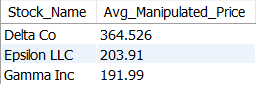 Stock_Name Avg_Manipulated_Price
Delta Co 364.526
Epsilon LLC 203.91
Gamma Inc 191.99